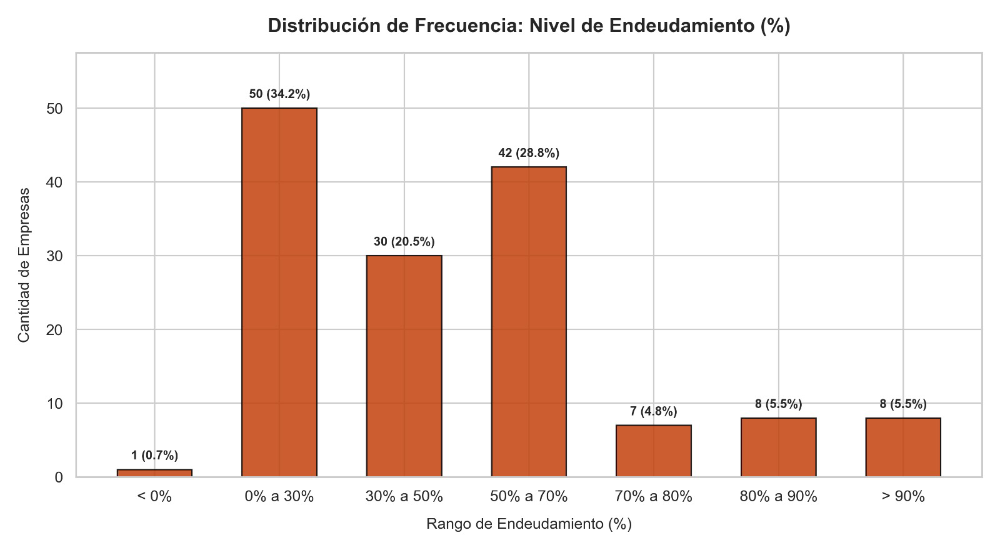 Distribución de Frecuencia: Nivel de Endeudamiento (%)
Cantidad de Empresas
50
40
30
20
10
0
1 (0.7%)
50 (34.2%)
30 (20.5%)
42 (28.8%)
7 (4.8%)
8 (5.5%)
8 (5.5%)
< 0%
0% a 30%
30% a 50%
50% a 70%
70% a 80%
80% a 90%
> 90%
Rango de Endeudamiento (%)